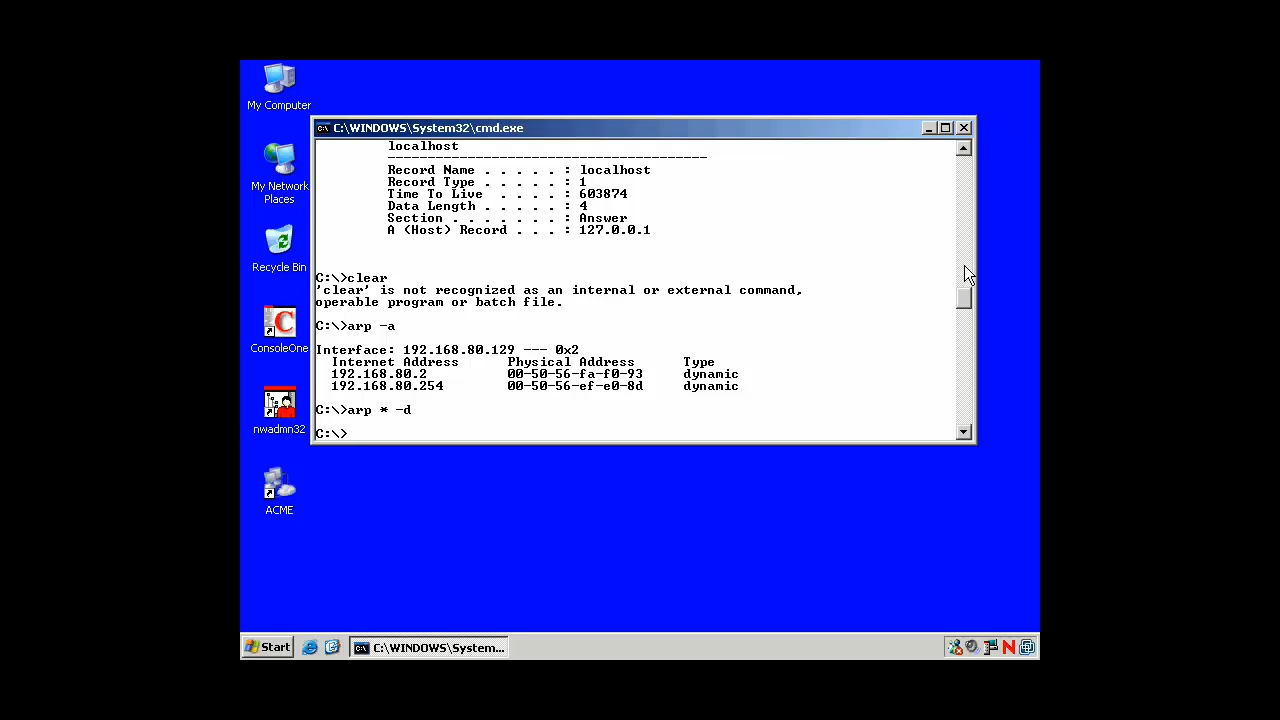 My Computer
My Network
Places
Recycle Bin
ConsoleOne
nwadmn32
ACME
C:\WINDOWS\System32\cmd.exe
localhost
----------------------------------------
Record Name . . . . . : localhost
Record Type . . . . . : 1
Time To Live  . . . . : 603874
Data Length . . . . . : 4
Section . . . . . . . : Answer
A (Host) Record . . . : 127.0.0.1
C:\>clear
'clear' is not recognized as an internal or external command,
operable program or batch file.
C:\>arp -a
Interface: 192.168.80.129 --- 0x2
Internet Address      Physical Address      Type
192.168.80.2          00-50-56-fa-f0-93     dynamic
192.168.80.254        00-50-56-ef-e0-8d     dynamic
C:\>arp * -d
C:\>
Start
C:\WINDOWS\System...
N